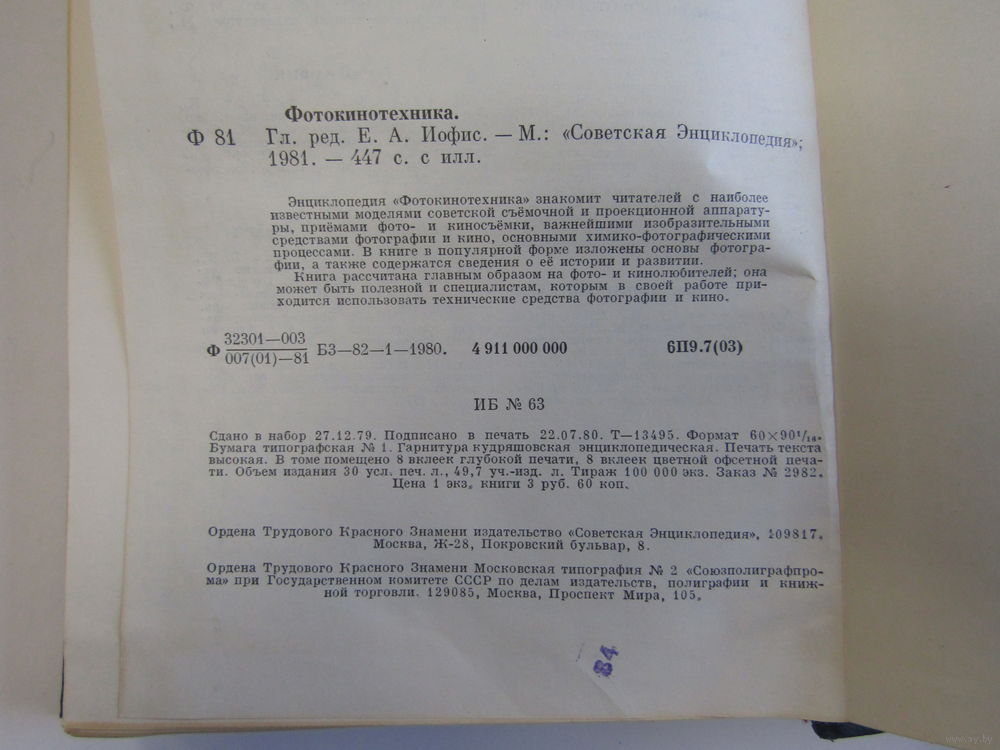 Фотокинотехника.
Ф 81 Гл. ред. Е. А. Иофис. — М.: «Советская Энциклопедия»;
1981. — 447 с. с илл.
Энциклопедия «Фотокинотехника» знакомит читателей с наиболее
известными моделями советской съёмочной и проекционной аппарату-
ры, приёмами фото- и киносъёмки, важнейшими изобразительными
средствами фотографии и кино, основными химико-фотографическими
процессами. В книге в популярной форме изложены основы фотогра-
фии, а также содержатся сведения о её истории и развитии.
Книга рассчитана главным образом на фото- и кинолюбителей; она
может быть полезной и специалистам, которым в своей работе при-
ходится использовать технические средства фотографии и кино.
32301—003
Ф БЗ—82—1—1980. 4 911 000 000 6П9.7(03)
007(01)—81
ИБ № 63
Сдано в набор 27.12.79. Подписано в печать 22.07.80. Т—13495. Формат 60×90¹/₁₆.
Бумага типографская № 1. Гарнитура кудряшовская энциклопедическая. Печать текста
высокая. В томе помещено 8 вклеек глубокой печати, 8 вклеек цветной офсетной печа-
ти. Объем издания 30 усл. печ. л., 49,7 уч.-изд. л. Тираж 100 000 экз. Заказ № 2982.
Цена 1 экз. книги 3 руб. 60 коп.
Ордена Трудового Красного Знамени издательство «Советская Энциклопедия», 109817,
Москва, Ж-28, Покровский бульвар, 8.
Ордена Трудового Красного Знамени Московская типография № 2 «Союзполиграфпро-
ма» при Государственном комитете СССР по делам издательств, полиграфии и книж-
ной торговли. 129085, Москва, Проспект Мира, 105.
84
www.ay.by